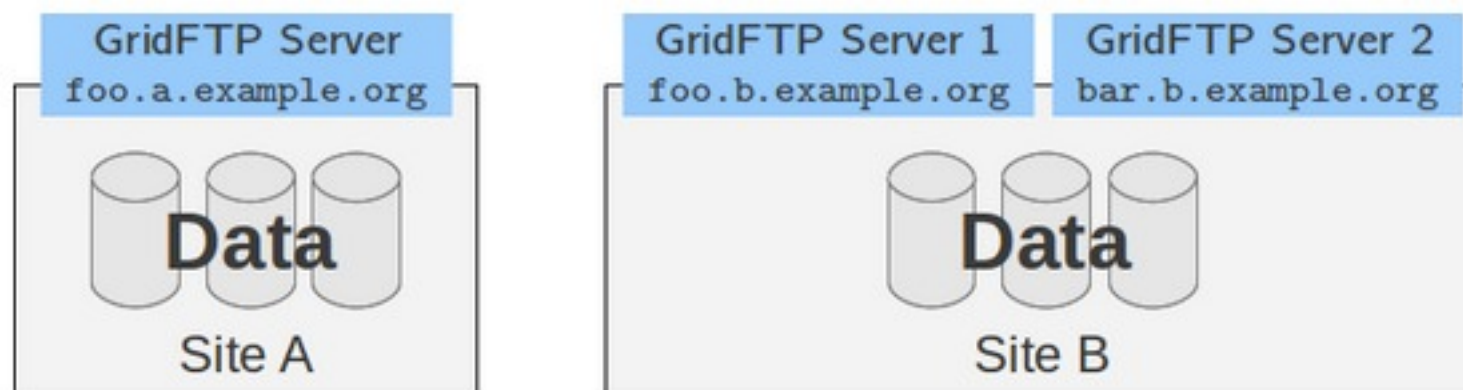 GridFTP Server
foo.a.example.org
Data
Site A
GridFTP Server 1
foo.b.example.org
GridFTP Server 2
bar.b.example.org
Data
Site B